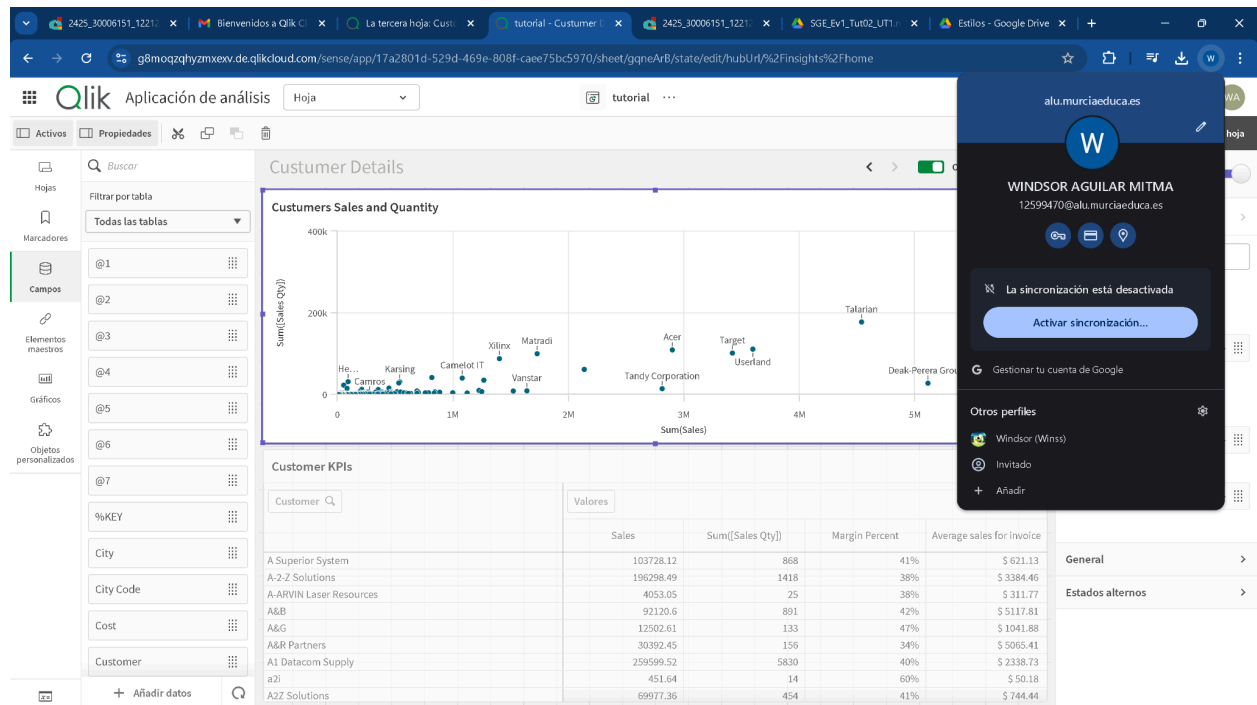 2425_30006151_1221
Bienvenidos a Qlik C
La tercera hoja: Cust
tutorial - Custumer D
2425_30006151_1221
SGE_Ev1_Tut02_UT1.
Estilos - Google Drive
g8moqzqhyzmxexv.de.qlikcloud.com/sense/app/17a2801d-529d-469e-808f-caee75bc5970/sheet/gqneArB/state/edit/hubUrl/%2Finsights%2Fhome
W
Qlik
Aplicación de análisis
Hoja
tutorial
WA
Activos
Propiedades
hoja
Hojas
Marcadores
Campos
Elementos
maestros
Gráficos
Objetos
personalizados
Buscar
Filtrar por tabla
Todas las tablas
@1
@2
@3
@4
@5
@6
@7
%KEY
City
City Code
Cost
Customer
Añadir datos
Custumer Details
Custumers Sales and Quantity
Sum([Sales Qty])
400k
200k
0
Talarian
Acer
Target
Matradi
Xilinx
Userland
Camelot IT
Karsing
He...
Camros
Vanstar
Tandy Corporation
Deak-Perera Grou
0 1M 2M 3M 4M 5M
Sum(Sales)
Customer KPIs
Customer
Valores
Sales Sum([Sales Qty]) Margin Percent Average sales for invoice
A Superior System 103728.12 868 41% $ 621.13
A-2-Z Solutions 196298.49 1418 38% $ 3384.46
A-ARVIN Laser Resources 4053.05 25 38% $ 311.77
A&B 92120.6 891 42% $ 5117.81
A&G 12502.61 133 47% $ 1041.88
A&R Partners 30392.45 156 34% $ 5065.41
A1 Datacom Supply 259599.52 5830 40% $ 2338.73
a2i 451.64 14 60% $ 50.18
A2Z Solutions 69977.36 454 41% $ 744.44
alu.murciaeduca.es
W
WINDSOR AGUILAR MITMA
12599470@alu.murciaeduca.es
La sincronización está desactivada
Activar sincronización...
G Gestionar tu cuenta de Google
Otros perfiles
Windsor (Winss)
Invitado
Añadir
General
Estados alternos